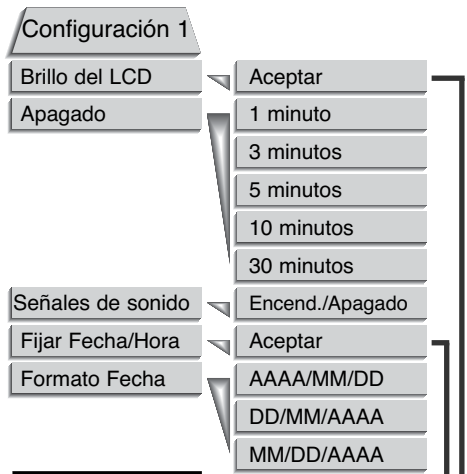 Configuración 1
Brillo del LCD
Aceptar
Apagado
1 minuto
3 minutos
5 minutos
10 minutos
30 minutos
Señales de sonido
Encend./Apagado
Fijar Fecha/Hora
Aceptar
Formato Fecha
AAAA/MM/DD
DD/MM/AAAA
MM/DD/AAAA